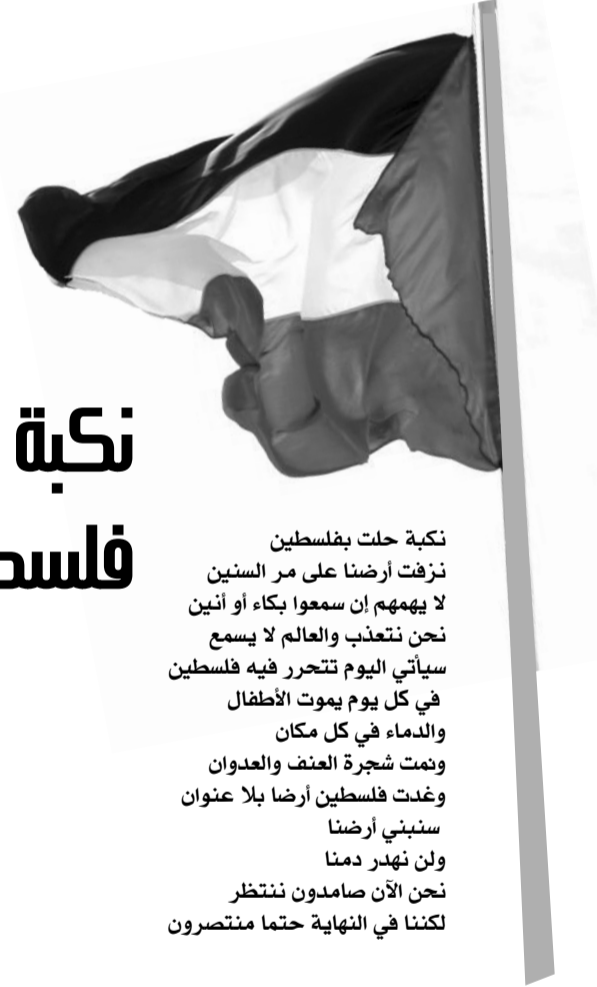 نكبة
نكبة حلت بفلسطين
نزفت أرضنا على مر السنين
لا يهمهم إن سمعوا بكاء أو أنين
نحن نتعذب والعالم لا يسمع
سيأتي اليوم تتحرر فيه فلسطين
في كل يوم يموت الأطفال
والدماء في كل مكان
ونمت شجرة العنف والعدوان
وغدت فلسطين أرضا بلا عنوان
سنبني أرضنا
ولن نهدر دمنا
نحن الآن صامدون ننتظر
لكننا في النهاية حتما منتصرون